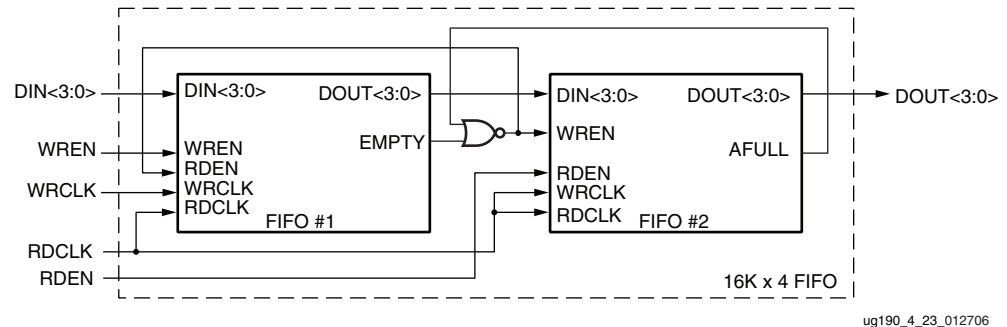 DIN<3:0>
WREN
WRCLK
RDCLK
RDEN
DIN<3:0>
DOUT<3:0>
EMPTY
WREN
RDEN
WRCLK
RDCLK
FIFO #1
DIN<3:0>
DOUT<3:0>
WREN
AFULL
RDEN
WRCLK
RDCLK
FIFO #2
DOUT<3:0>
16K x 4 FIFO
ug190_4_23_012706